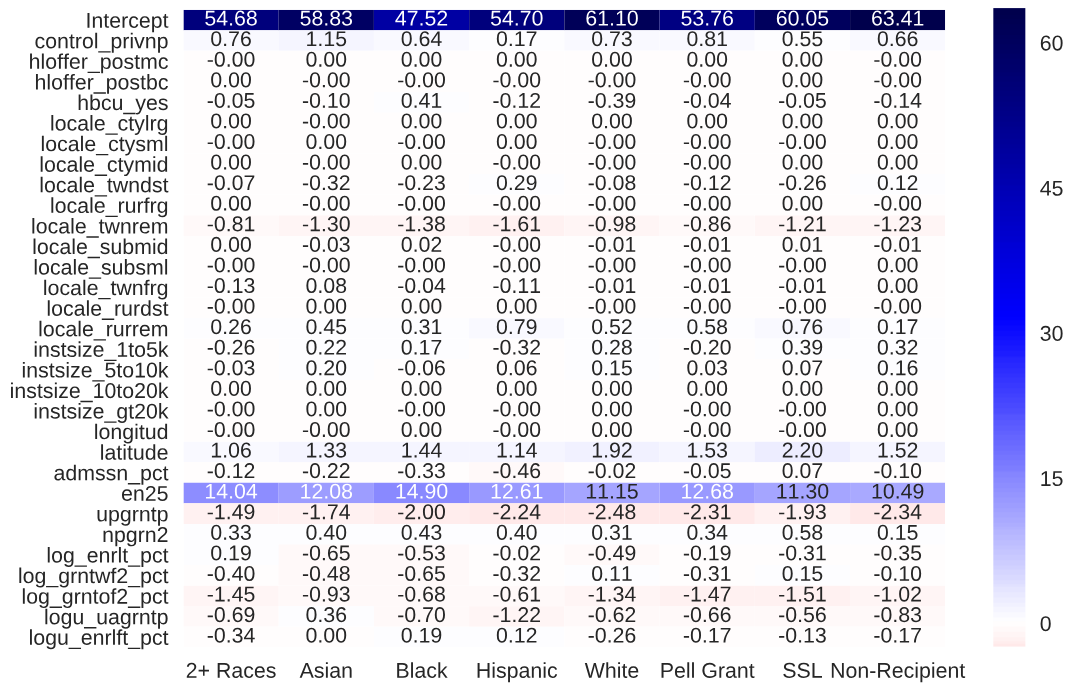 Intercept 54.68 58.83 47.52 54.70 61.10 53.76 60.05 63.41
control_privnp 0.76 1.15 0.64 0.17 0.73 0.81 0.55 0.66
hloffer_postmc -0.00 0.00 -0.00 -0.00 0.00 -0.00 0.00 -0.00
hloffer_postbc 0.00 -0.00 0.00 -0.00 -0.00 -0.00 -0.00 0.00
hbcu_yes -0.05 -0.10 0.41 -0.12 -0.39 -0.04 -0.05 -0.14
locale_ctylrg 0.00 -0.00 0.00 0.00 0.00 0.00 -0.00 0.00
locale_ctysml -0.00 0.00 -0.00 -0.00 -0.00 -0.00 -0.00 0.00
locale_ctymid 0.00 -0.00 -0.00 0.00 0.00 -0.00 -0.00 0.00
locale_twndst -0.07 -0.32 -0.23 0.29 -0.08 -0.12 -0.26 0.12
locale_rurfrg 0.00 -0.00 0.00 -0.00 -0.00 -0.00 -0.00 -0.00
locale_twnrem -0.81 -1.30 -1.38 -1.61 -0.98 -0.86 -1.21 -1.23
locale_submid 0.00 -0.03 0.02 -0.00 -0.01 -0.01 0.01 -0.01
locale_subsml -0.00 -0.00 -0.00 -0.00 0.00 -0.00 0.00 -0.00
locale_twnfrg -0.13 0.08 -0.04 -0.11 -0.01 -0.01 -0.01 0.00
locale_rurdst -0.00 0.00 0.00 0.00 -0.00 -0.00 0.00 -0.00
locale_rurrem 0.26 0.45 0.31 0.79 0.52 0.58 0.76 0.17
instsize_1to5k -0.26 0.22 0.17 -0.32 0.28 -0.20 0.39 0.32
instsize_5to10k -0.03 0.20 -0.06 0.06 0.15 0.03 0.07 0.16
instsize_10to20k 0.00 0.00 0.00 0.00 0.00 0.00 -0.00 -0.00
instsize_gt20k -0.00 0.00 -0.00 -0.00 0.00 -0.00 0.00 0.00
longitud -0.00 -0.00 0.00 -0.00 0.00 -0.00 0.00 0.00
latitude 1.06 1.33 1.44 1.14 1.92 1.53 2.20 1.52
admssn_pct -0.12 -0.22 -0.33 -0.46 -0.02 -0.05 0.07 -0.10
en25 14.04 12.08 14.90 12.61 11.15 12.68 11.30 10.49
upgrntp -1.49 -1.74 -2.00 -2.24 -2.48 -2.31 -1.93 -2.34
npgrn2 0.33 0.40 0.43 0.40 0.31 0.34 0.58 0.15
log_enrlt_pct 0.19 -0.65 -0.53 -0.02 -0.49 -0.19 -0.31 -0.35
log_grntwf2_pct -0.40 -0.48 -0.65 -0.32 0.11 -0.31 0.15 -0.10
log_grntof2_pct -1.45 -0.93 -0.68 -0.61 -1.34 -1.47 -1.51 -1.02
logu_uagrntp -0.69 0.36 -0.70 -1.22 -0.62 -0.66 -0.56 -0.83
logu_enrlft_pct -0.34 0.00 0.19 0.12 -0.26 -0.17 -0.13 -0.17
2+ Races Asian Black Hispanic White Pell Grant SSL Non-Recipient
60
45
30
15
0